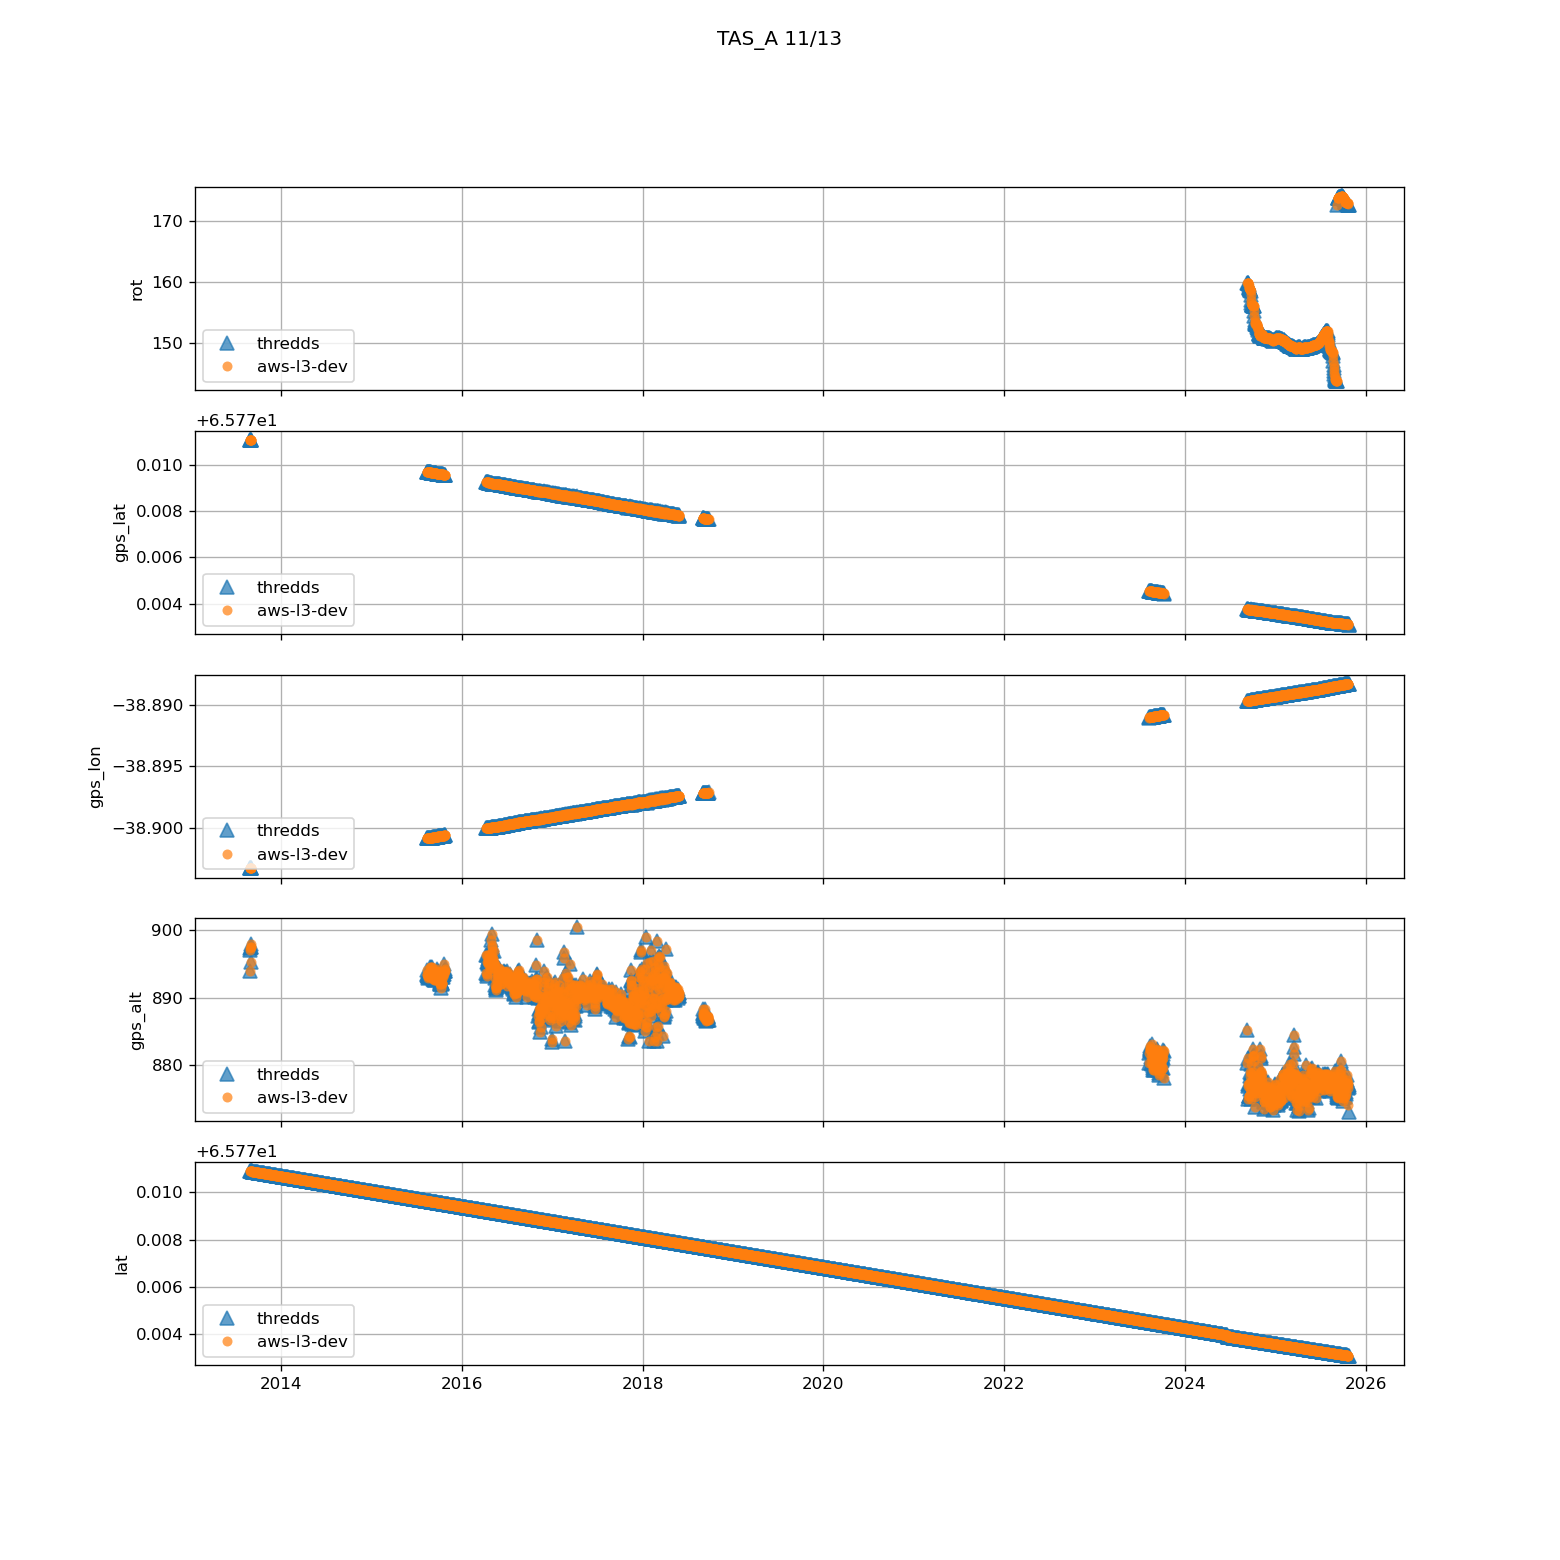 TAS_A 11/13
170
160
150
rot
thredds
aws-l3-dev
+6.577e1
0.010
0.008
0.006
0.004
gps_lat
thredds
aws-l3-dev
−38.890
−38.895
−38.900
gps_lon
thredds
aws-l3-dev
900
890
880
gps_alt
thredds
aws-l3-dev
+6.577e1
0.010
0.008
0.006
0.004
lat
thredds
aws-l3-dev
2014 2016 2018 2020 2022 2024 2026